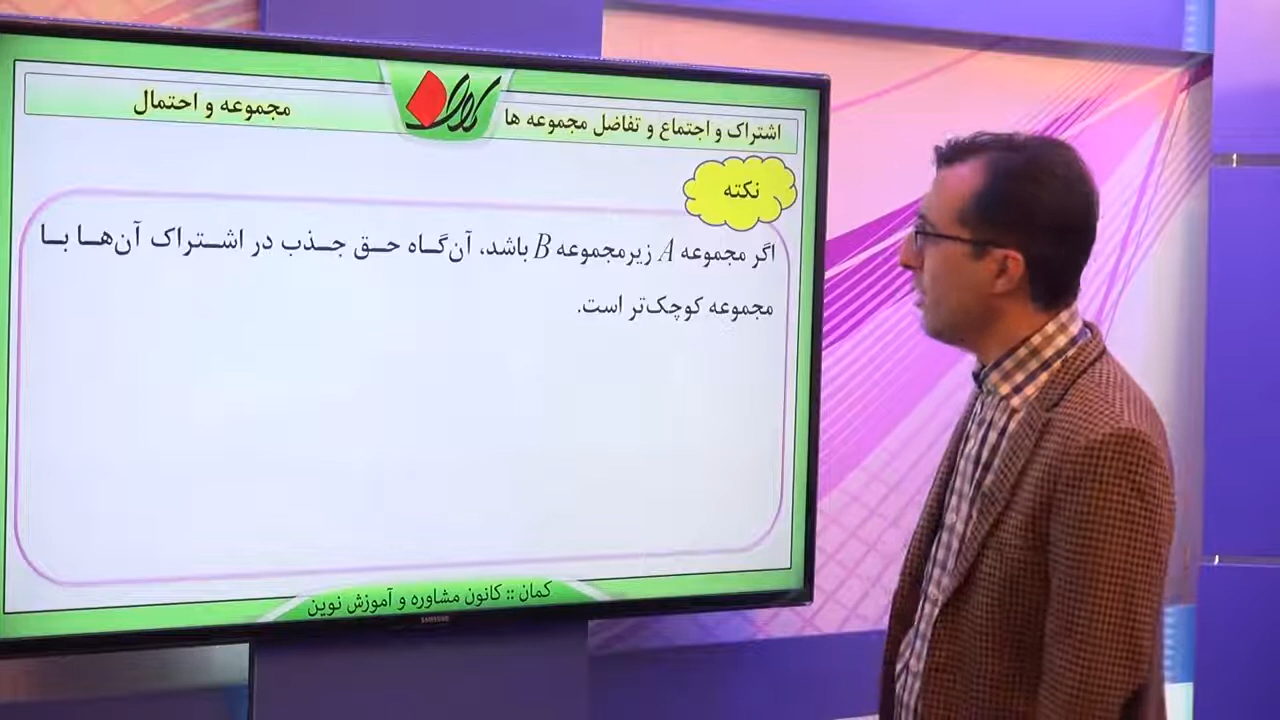 اشتراک و اجتماع و تفاضل مجموعه ها
کمان
مجموعه و احتمال
نکته
اگر مجموعه A زیرمجموعه B باشد، آن‌گاه حق جذب در اشتراک آن‌ها با
مجموعه کوچک‌تر است.
کمان :: کانون مشاوره و آموزش نوین
SAMSUNG